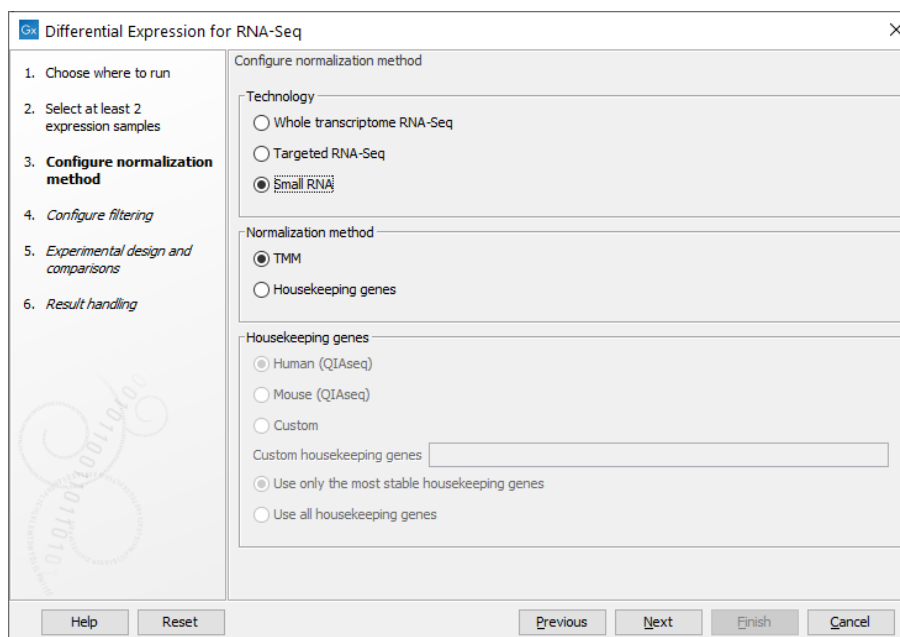 Gx Differential Expression for RNA-Seq
1. Choose where to run
2. Select at least 2
expression samples
3. Configure normalization
method
4. Configure filtering
5. Experimental design and
comparisons
6. Result handling
Configure normalization method
Technology
Whole transcriptome RNA-Seq
Targeted RNA-Seq
Small RNA
Normalization method
TMM
Housekeeping genes
Housekeeping genes
Human (QIAseq)
Mouse (QIAseq)
Custom
Custom housekeeping genes
Use only the most stable housekeeping genes
Use all housekeeping genes
Help Reset Previous Next Finish Cancel